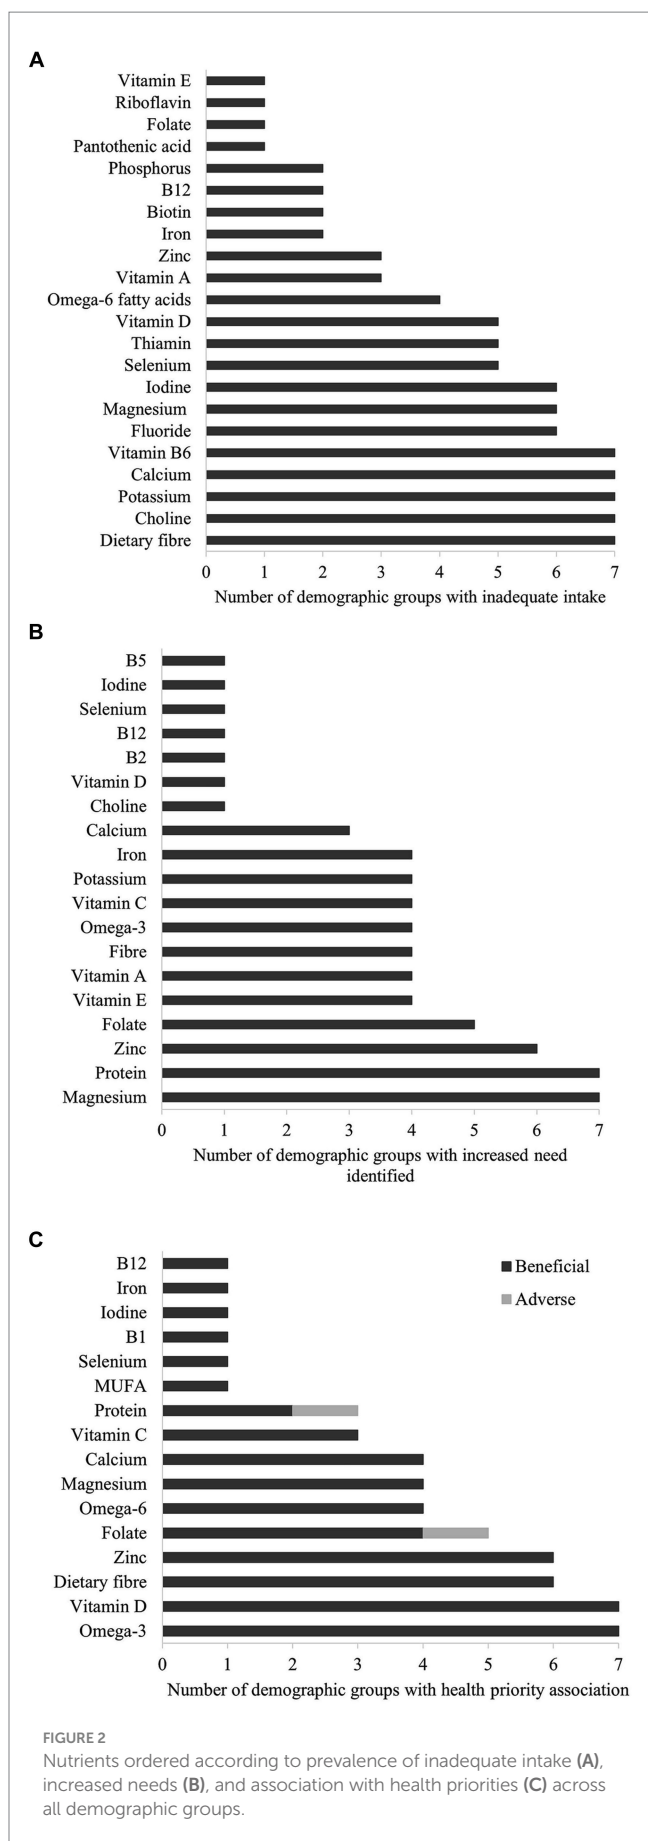 A
Vitamin E
Riboflavin
Folate
Pantothenic acid
Phosphorus
B12
Biotin
Iron
Zinc
Vitamin A
Omega-6 fatty acids
Vitamin D
Thiamin
Selenium
Iodine
Magnesium
Fluoride
Vitamin B6
Calcium
Potassium
Choline
Dietary fibre
0 1 2 3 4 5 6 7
Number of demographic groups with inadequate intake
B
B5
Iodine
Selenium
B12
B2
Vitamin D
Choline
Calcium
Iron
Potassium
Vitamin C
Omega-3
Fibre
Vitamin A
Vitamin E
Folate
Zinc
Protein
Magnesium
0 1 2 3 4 5 6 7
Number of demographic groups with increased need
identified
C
B12
Iron
Iodine
B1
Selenium
MUFA
Protein
Vitamin C
Calcium
Magnesium
Omega-6
Folate
Zinc
Dietary fibre
Vitamin D
Omega-3
Beneficial
Adverse
0 1 2 3 4 5 6 7
Number of demographic groups with health priority association
FIGURE 2
Nutrients ordered according to prevalence of inadequate intake (A),
increased needs (B), and association with health priorities (C) across
all demographic groups.